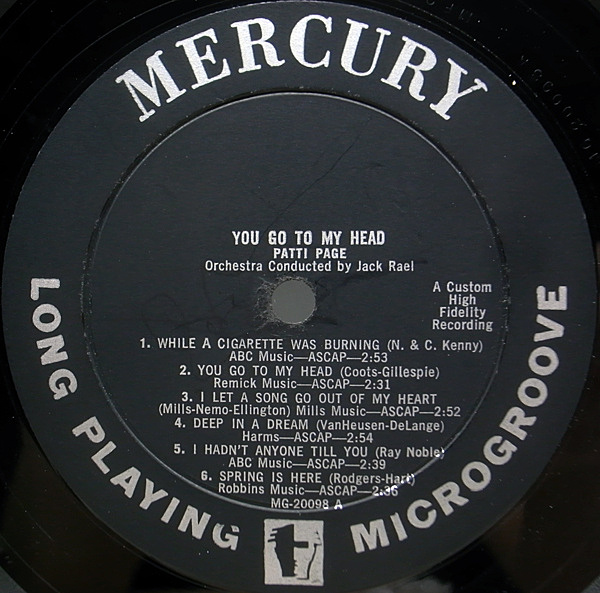 MERCURY
YOU GO TO MY HEAD
PATTI PAGE
Orchestra Conducted by Jack Rael
A Custom
High
Fidelity
Recording
1. WHILE A CIGARETTE WAS BURNING (N. & C. Kenny)
ABC Music—ASCAP—2:53
2. YOU GO TO MY HEAD (Coots-Gillespie)
Remick Music—ASCAP—2:31
3. I LET A SONG GO OUT OF MY HEART
(Mills-Nemo-Ellington) Mills Music—ASCAP—2:52
4. DEEP IN A DREAM (VanHeusen-DeLange)
Harms—ASCAP—2:54
5. I HADN'T ANYONE TILL YOU (Ray Noble)
ABC Music—ASCAP—2:39
6. SPRING IS HERE (Rodgers-Hart)
Robbins Music—ASCAP—2:36
MG-20098 A
LONG PLAYING MICROGROOVE